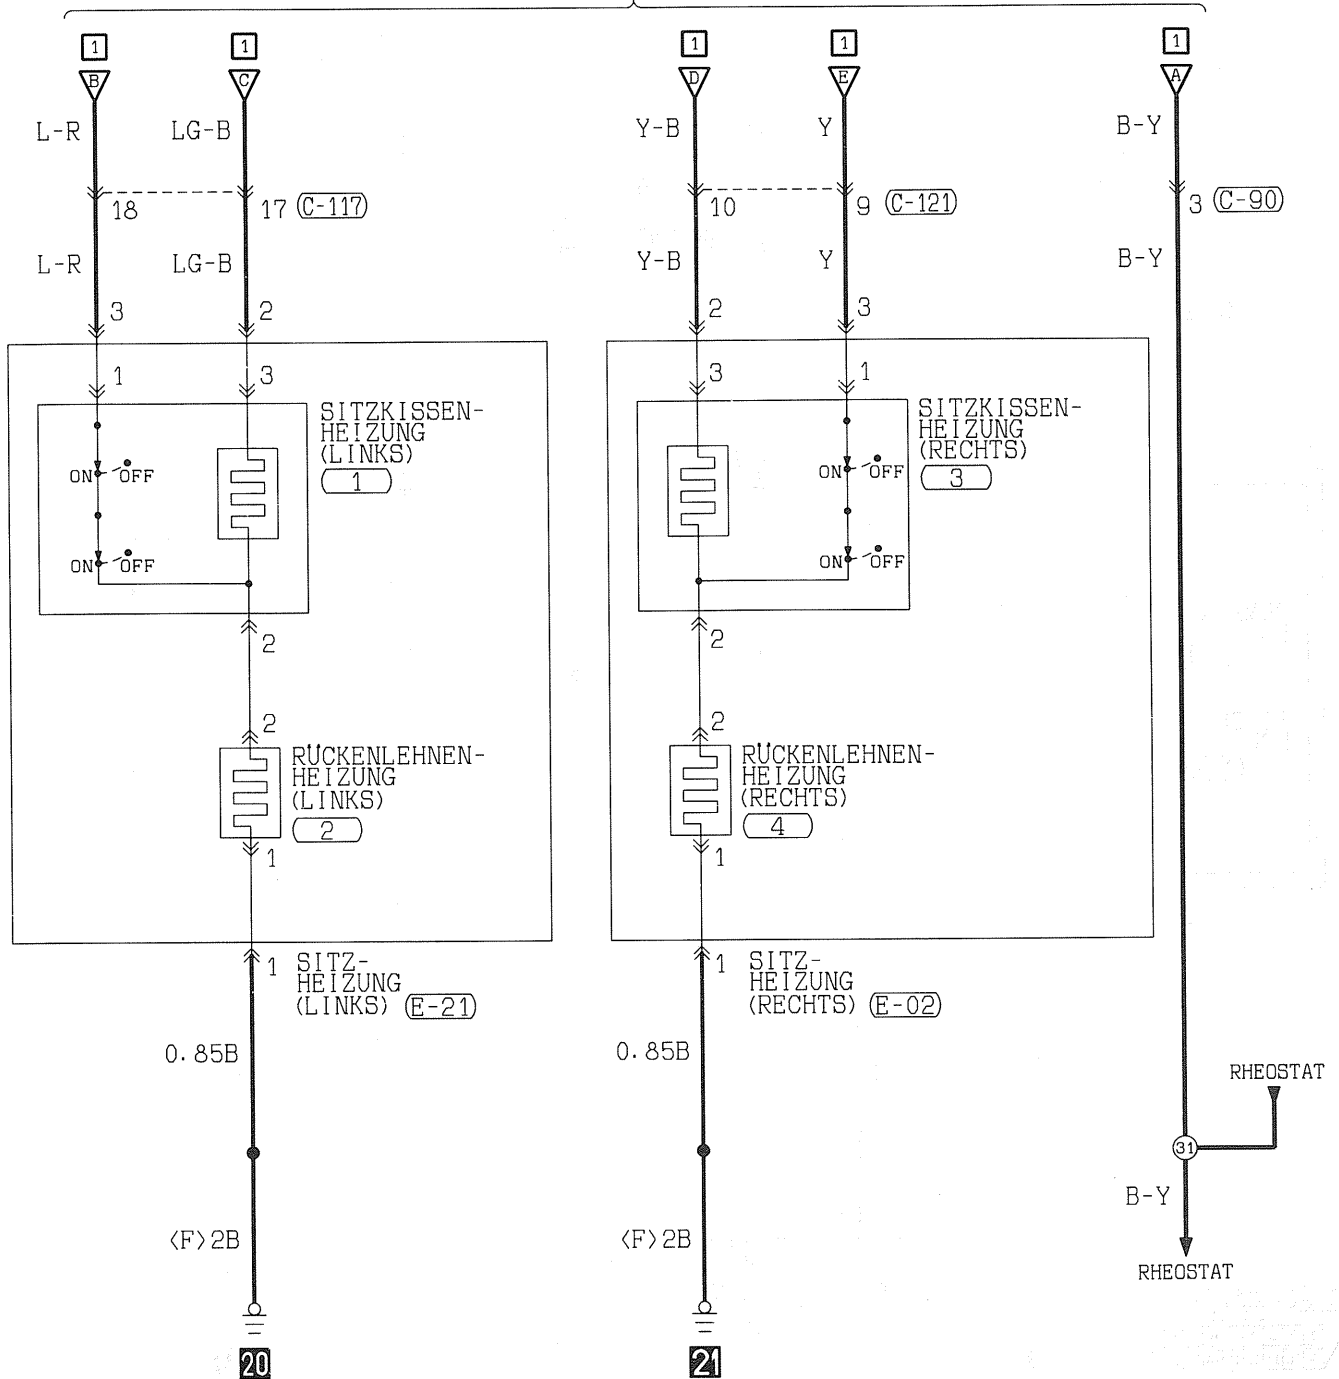 1 1 1 1 1
B C D E A
L-R LG-B Y-B Y B-Y
18 17 C-117 10 9 C-121 3 C-90
L-R LG-B Y-B Y B-Y
3 2 2 3
1 3 3 1
SITZKISSEN-
HEIZUNG
(LINKS)
1
ON OFF
ON OFF
SITZKISSEN-
HEIZUNG
(RECHTS)
3
ON OFF
ON OFF
2 2
2 2
RÜCKENLEHNEN-
HEIZUNG
(LINKS)
2
1
RÜCKENLEHNEN-
HEIZUNG
(RECHTS)
4
1
1 SITZ-
HEIZUNG
(LINKS) E-21
1 SITZ-
HEIZUNG
(RECHTS) E-02
0.85B 0.85B
RHEOSTAT
31
B-Y
<F>2B <F>2B
RHEOSTAT
20 21